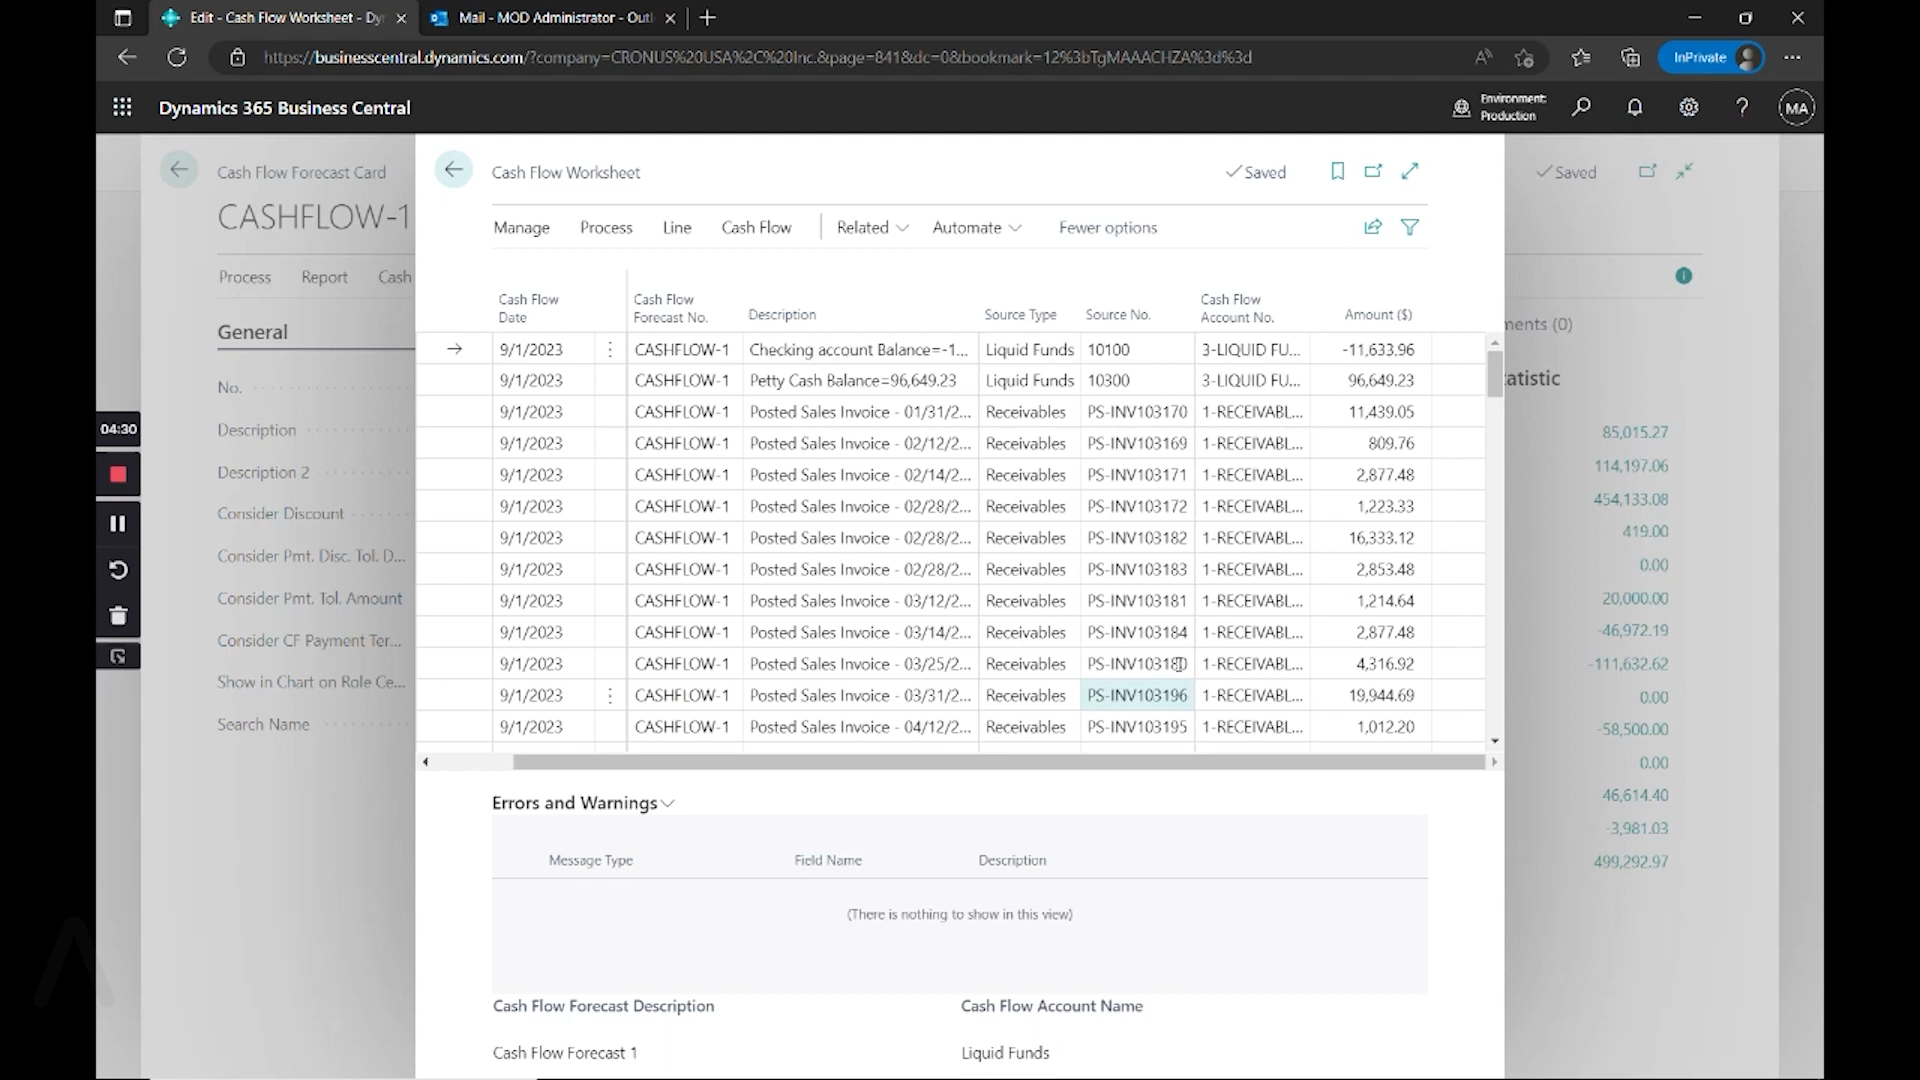 Edit - Cash Flow Worksheet - Dy
Mail - MOD Administrator - Outl
https://businesscentral.dynamics.com/?company=CRONUS%20USA%2C%20Inc.&page=841&dc=0&bookmark=12%3bTgMAAACHZA%3d%3d
InPrivate
Dynamics 365 Business Central
Environment:
Production
MA
Cash Flow Forecast Card
Cash Flow Worksheet
Saved
Saved
CASHFLOW-1
Manage Process Line Cash Flow Related Automate Fewer options
Process Report Cash
Cash Flow Date Cash Flow Forecast No. Description Source Type Source No. Cash Flow Account No. Amount ($)
General
9/1/2023 CASHFLOW-1 Checking account Balance=-1... Liquid Funds 10100 3-LIQUID FU... -11,633.96
9/1/2023 CASHFLOW-1 Petty Cash Balance=96,649.23 Liquid Funds 10300 3-LIQUID FU... 96,649.23
9/1/2023 CASHFLOW-1 Posted Sales Invoice - 01/31/2... Receivables PS-INV103170 1-RECEIVABL... 11,439.05
9/1/2023 CASHFLOW-1 Posted Sales Invoice - 02/12/2... Receivables PS-INV103169 1-RECEIVABL... 809.76
9/1/2023 CASHFLOW-1 Posted Sales Invoice - 02/14/2... Receivables PS-INV103171 1-RECEIVABL... 2,877.48
9/1/2023 CASHFLOW-1 Posted Sales Invoice - 02/28/2... Receivables PS-INV103172 1-RECEIVABL... 1,223.33
9/1/2023 CASHFLOW-1 Posted Sales Invoice - 02/28/2... Receivables PS-INV103182 1-RECEIVABL... 16,333.12
9/1/2023 CASHFLOW-1 Posted Sales Invoice - 02/28/2... Receivables PS-INV103183 1-RECEIVABL... 2,853.48
9/1/2023 CASHFLOW-1 Posted Sales Invoice - 03/12/2... Receivables PS-INV103181 1-RECEIVABL... 1,214.64
9/1/2023 CASHFLOW-1 Posted Sales Invoice - 03/14/2... Receivables PS-INV103184 1-RECEIVABL... 2,877.48
9/1/2023 CASHFLOW-1 Posted Sales Invoice - 03/25/2... Receivables PS-INV103180 1-RECEIVABL... 4,316.92
9/1/2023 CASHFLOW-1 Posted Sales Invoice - 03/31/2... Receivables PS-INV103196 1-RECEIVABL... 19,944.69
9/1/2023 CASHFLOW-1 Posted Sales Invoice - 04/12/2... Receivables PS-INV103195 1-RECEIVABL... 1,012.20
No.
Description
Description 2
Consider Discount
Consider Pmt. Disc. Tol. D...
Consider Pmt. Tol. Amount
Consider CF Payment Ter...
Show in Chart on Role Ce...
Search Name
04:30
ments (0)
atistic
85,015.27
114,197.06
454,133.08
419.00
0.00
20,000.00
-46,972.19
-111,632.62
0.00
-58,500.00
0.00
46,614.40
-3,981.03
499,292.97
Errors and Warnings
Message Type Field Name Description
(There is nothing to show in this view)
Cash Flow Forecast Description Cash Flow Account Name
Cash Flow Forecast 1 Liquid Funds